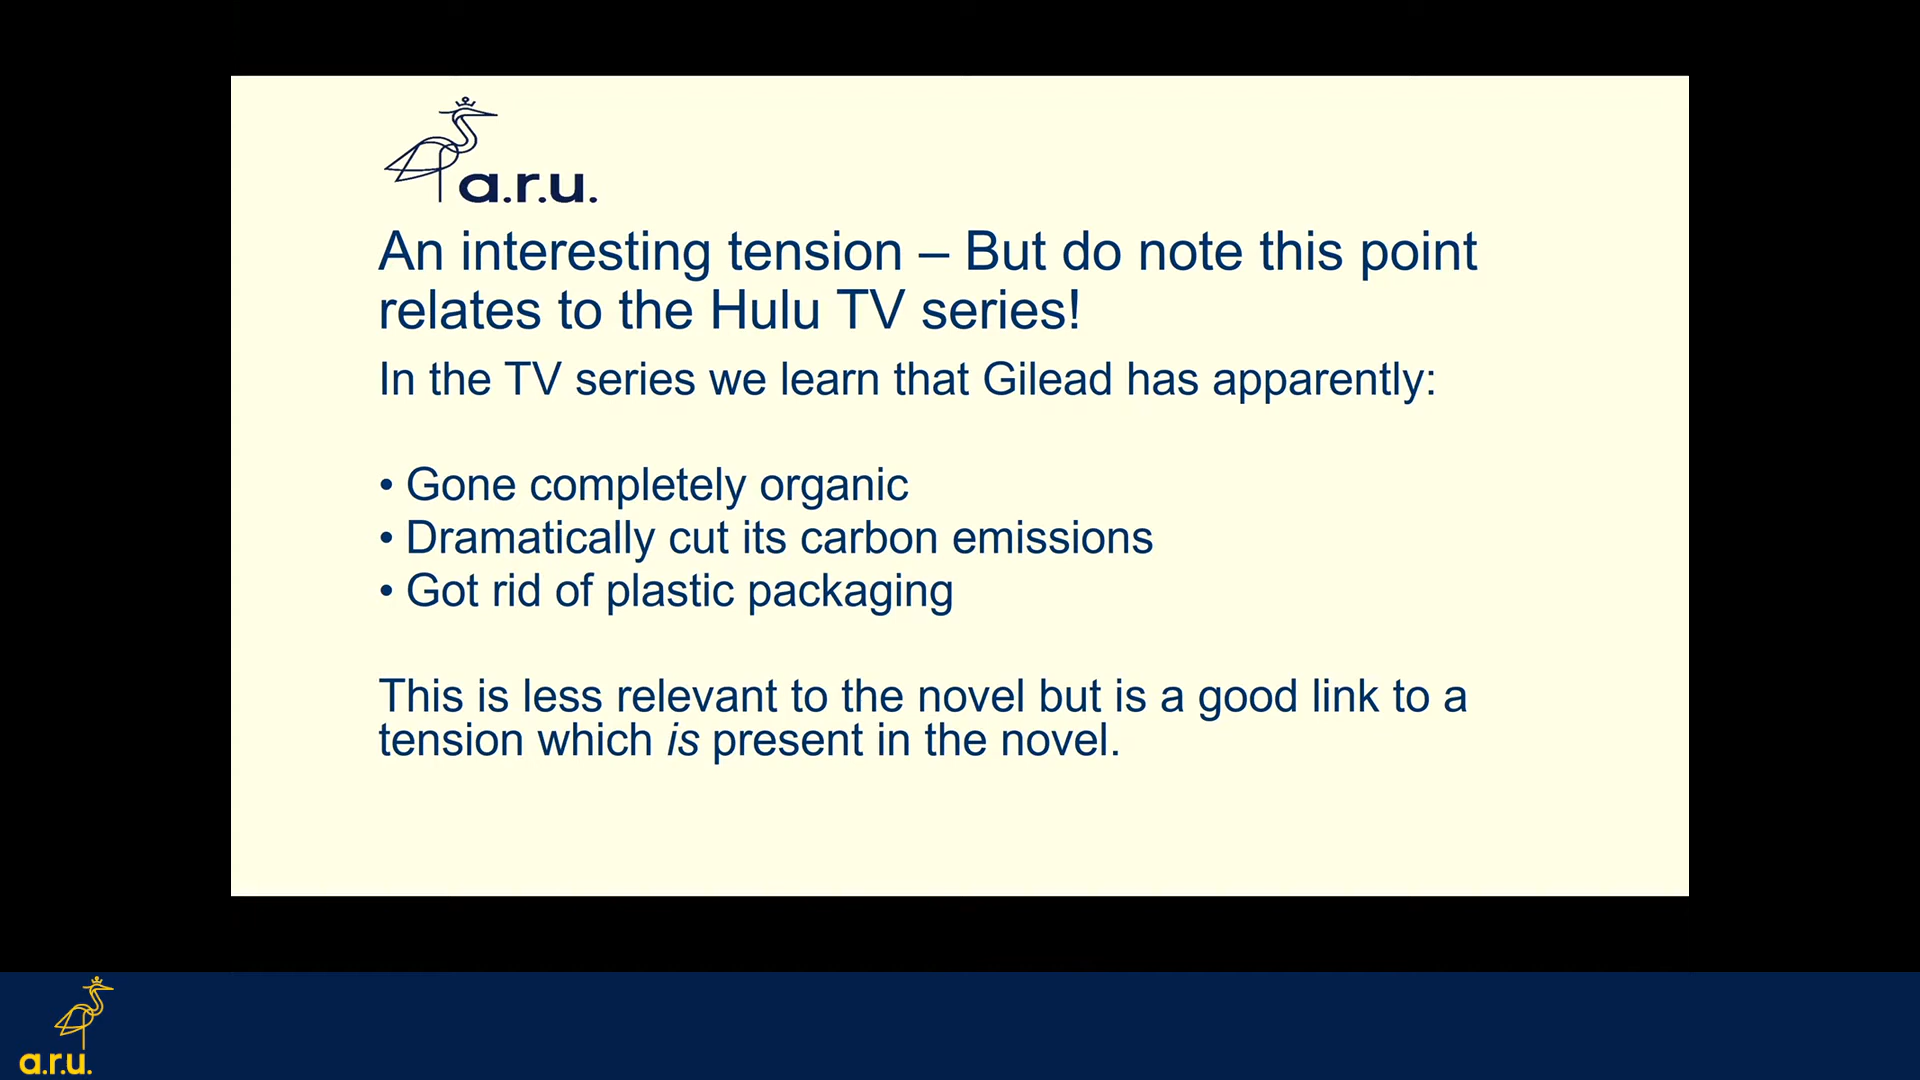 a.r.u.
An interesting tension – But do note this point
relates to the Hulu TV series!
In the TV series we learn that Gilead has apparently:
• Gone completely organic
• Dramatically cut its carbon emissions
• Got rid of plastic packaging
This is less relevant to the novel but is a good link to a
tension which is present in the novel.
a.r.u.